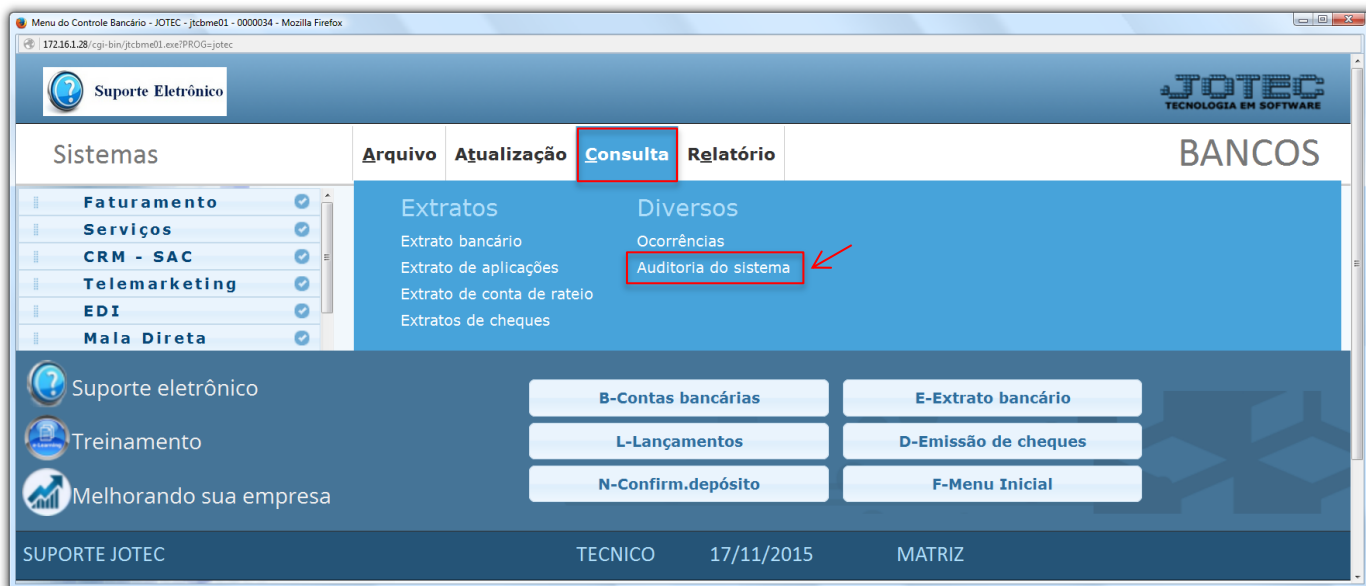 Menu do Controle Bancário - JOTEC - jtcbme01 - 0000034 - Mozilla Firefox
172.16.1.28/cgi-bin/jtcbme01.exe?PROG=jotec
Suporte Eletrônico
JOTEC
TECNOLOGIA EM SOFTWARE
Sistemas
Arquivo Atualização Consulta Relatório
BANCOS
Faturamento
Serviços
CRM - SAC
Telemarketing
EDI
Mala Direta
Extratos
Extrato bancário
Extrato de aplicações
Extrato de conta de rateio
Extratos de cheques
Diversos
Ocorrências
Auditoria do sistema
Suporte eletrônico
Treinamento
Melhorando sua empresa
B-Contas bancárias
E-Extrato bancário
L-Lançamentos
D-Emissão de cheques
N-Confirm.depósito
F-Menu Inicial
SUPORTE JOTEC TECNICO 17/11/2015 MATRIZ